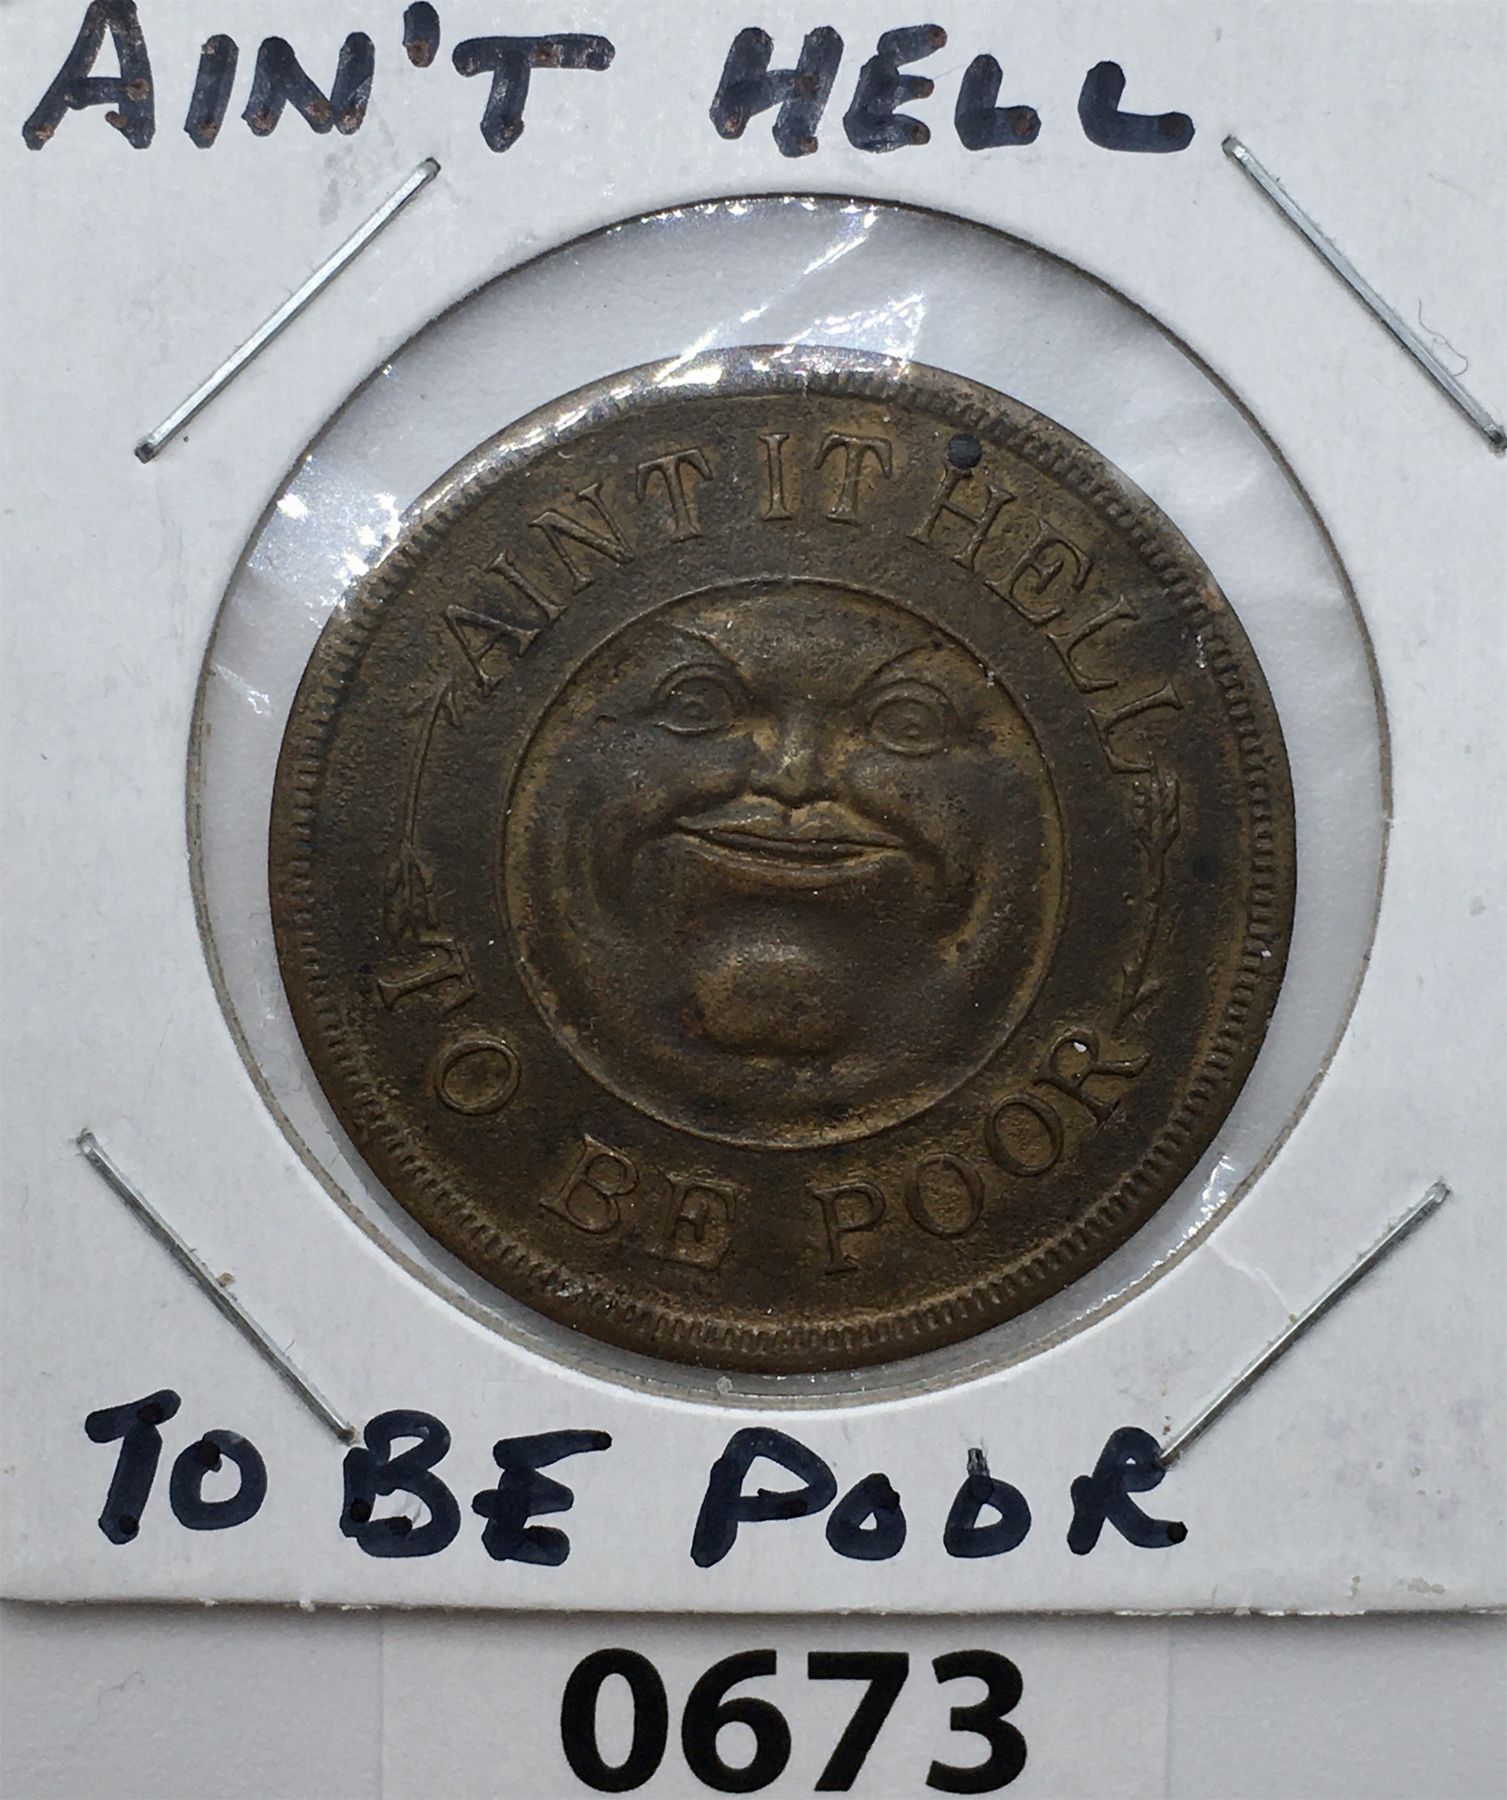 AIN'T HELL
AINT IT HELL
TO BE POOR
TO BE POOR
0673